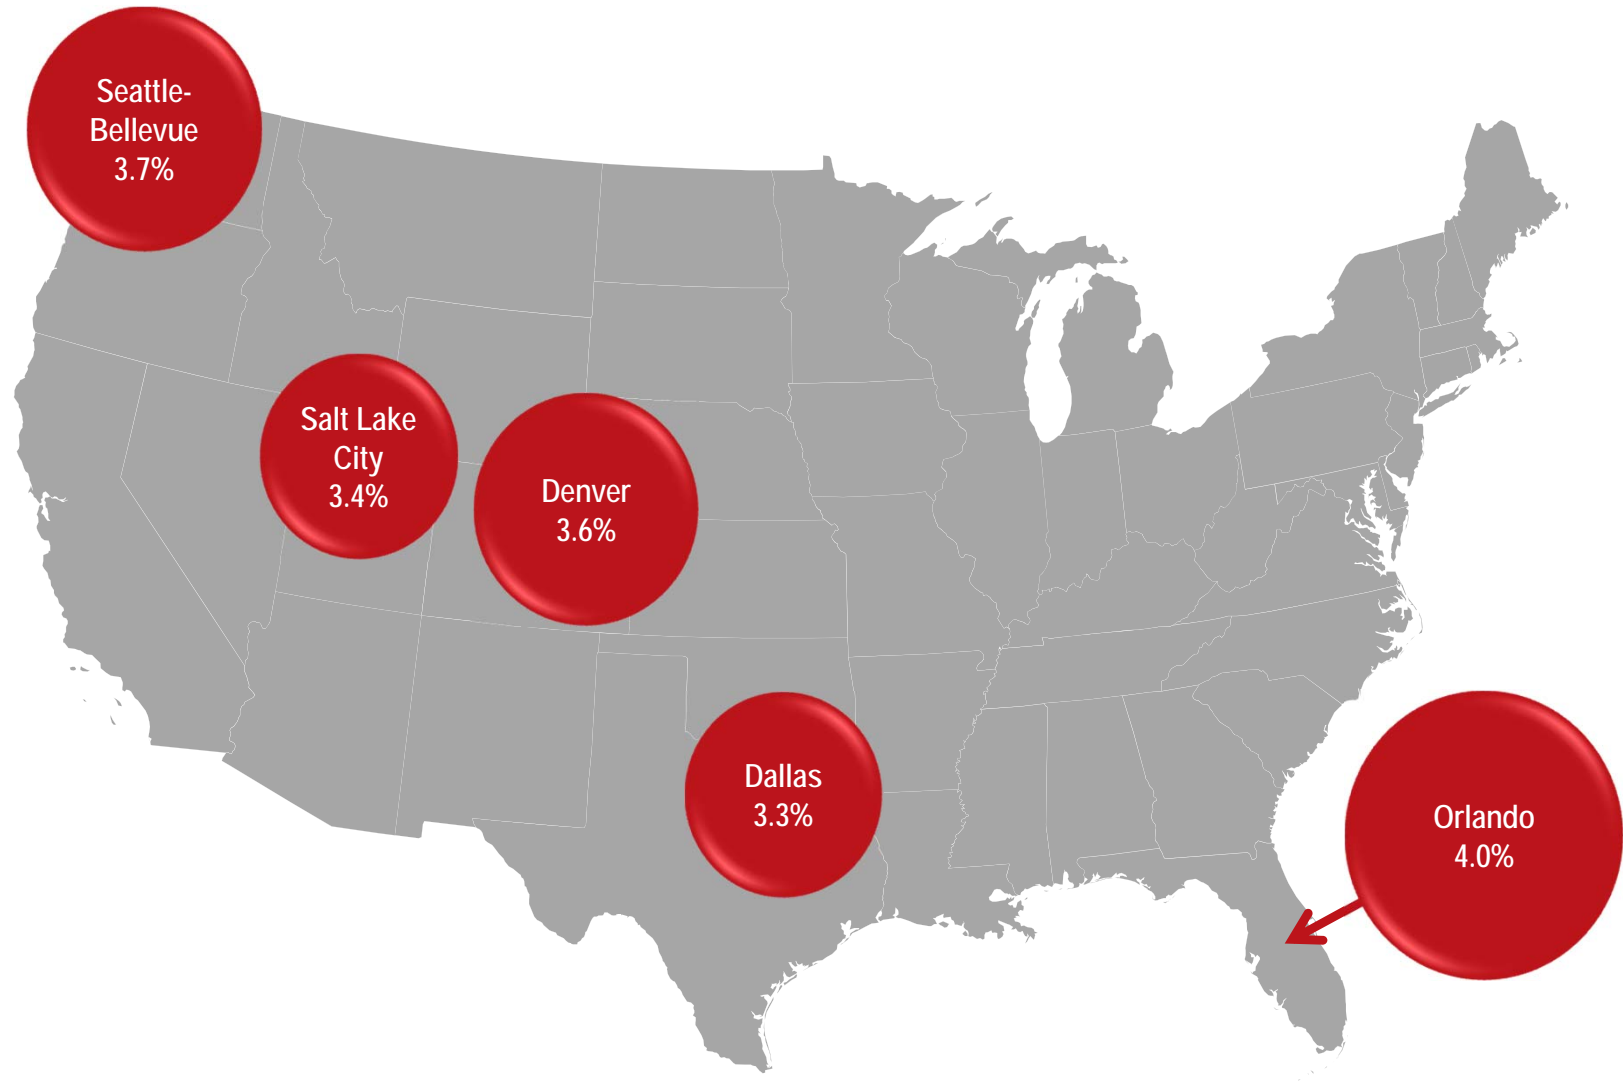 Seattle-
Bellevue
3.7%
Salt Lake
City
3.4%
Denver
3.6%
Dallas
3.3%
Orlando
4.0%